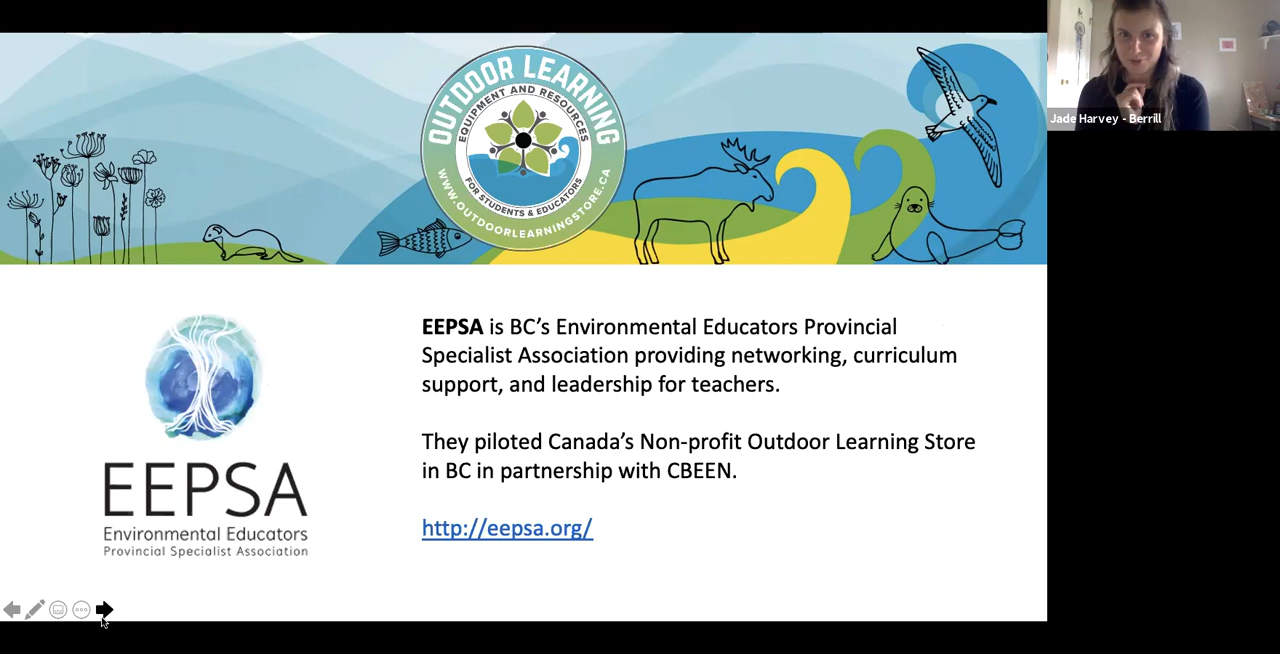 OUTDOOR LEARNING
EQUIPMENT AND RESOURCES
FOR STUDENTS & EDUCATORS
WWW.OUTDOORLEARNINGSTORE.CA
Jade Harvey - Berrill
EEPSA is BC’s Environmental Educators Provincial
Specialist Association providing networking, curriculum
support, and leadership for teachers.
They piloted Canada’s Non-profit Outdoor Learning Store
in BC in partnership with CBEEN.
http://eepsa.org/
EEPSA
Environmental Educators
Provincial Specialist Association